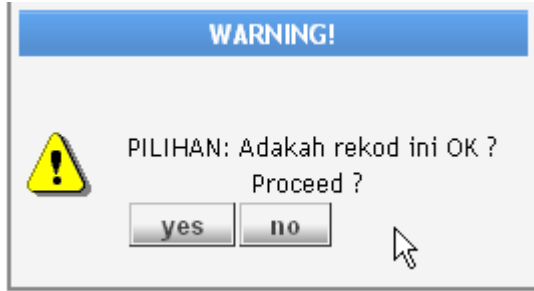 WARNING!
PILIHAN: Adakah rekod ini OK ?
Proceed ?
yes no